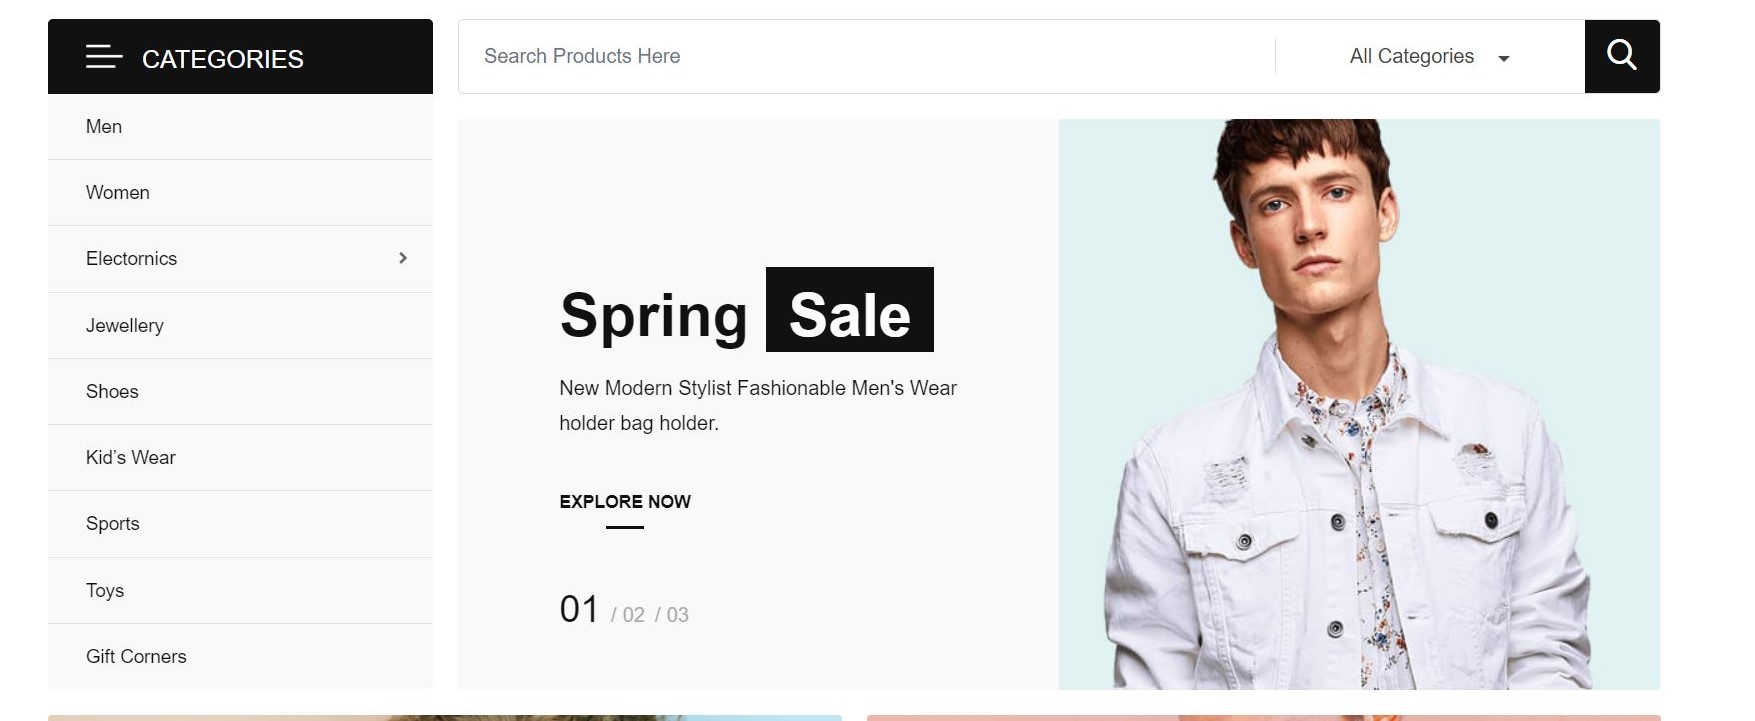 CATEGORIES
Men
Women
Electornics
Jewellery
Shoes
Kid’s Wear
Sports
Toys
Gift Corners
Search Products Here
All Categories
Spring Sale
New Modern Stylist Fashionable Men's Wear
holder bag holder.
EXPLORE NOW
01 / 02 / 03